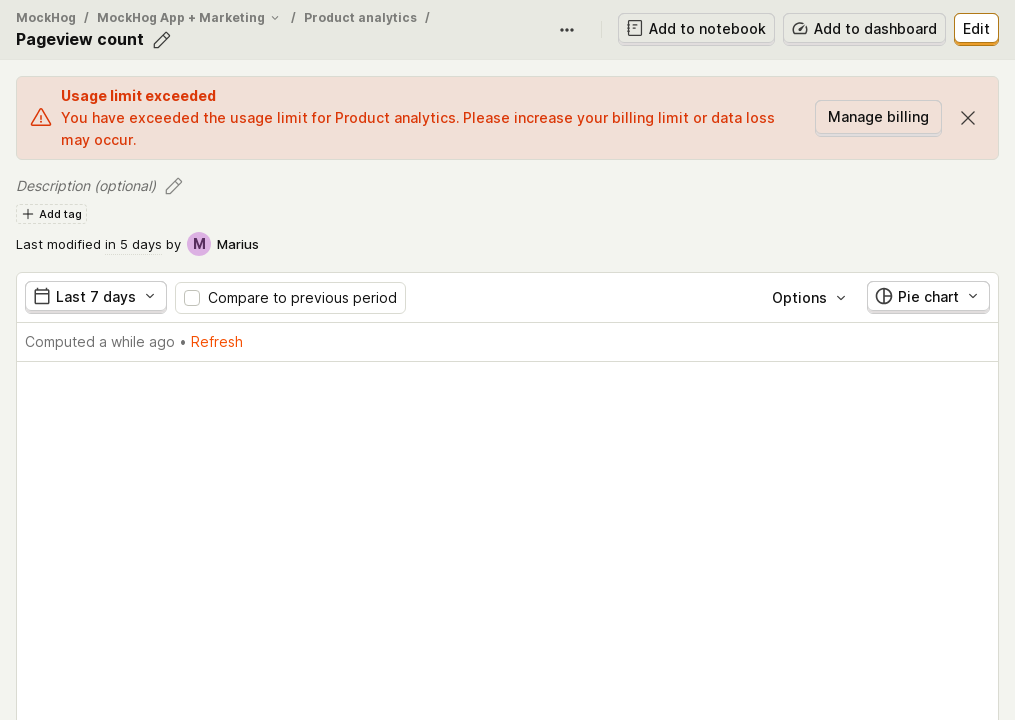 MockHog / MockHog App + Marketing / Product analytics /
Pageview count
Add to notebook
Add to dashboard
Edit
Usage limit exceeded
You have exceeded the usage limit for Product analytics. Please increase your billing limit or data loss
may occur.
Manage billing
Description (optional)
Add tag
Last modified in 5 days by M Marius
Last 7 days
Compare to previous period
Options
Pie chart
Computed a while ago • Refresh